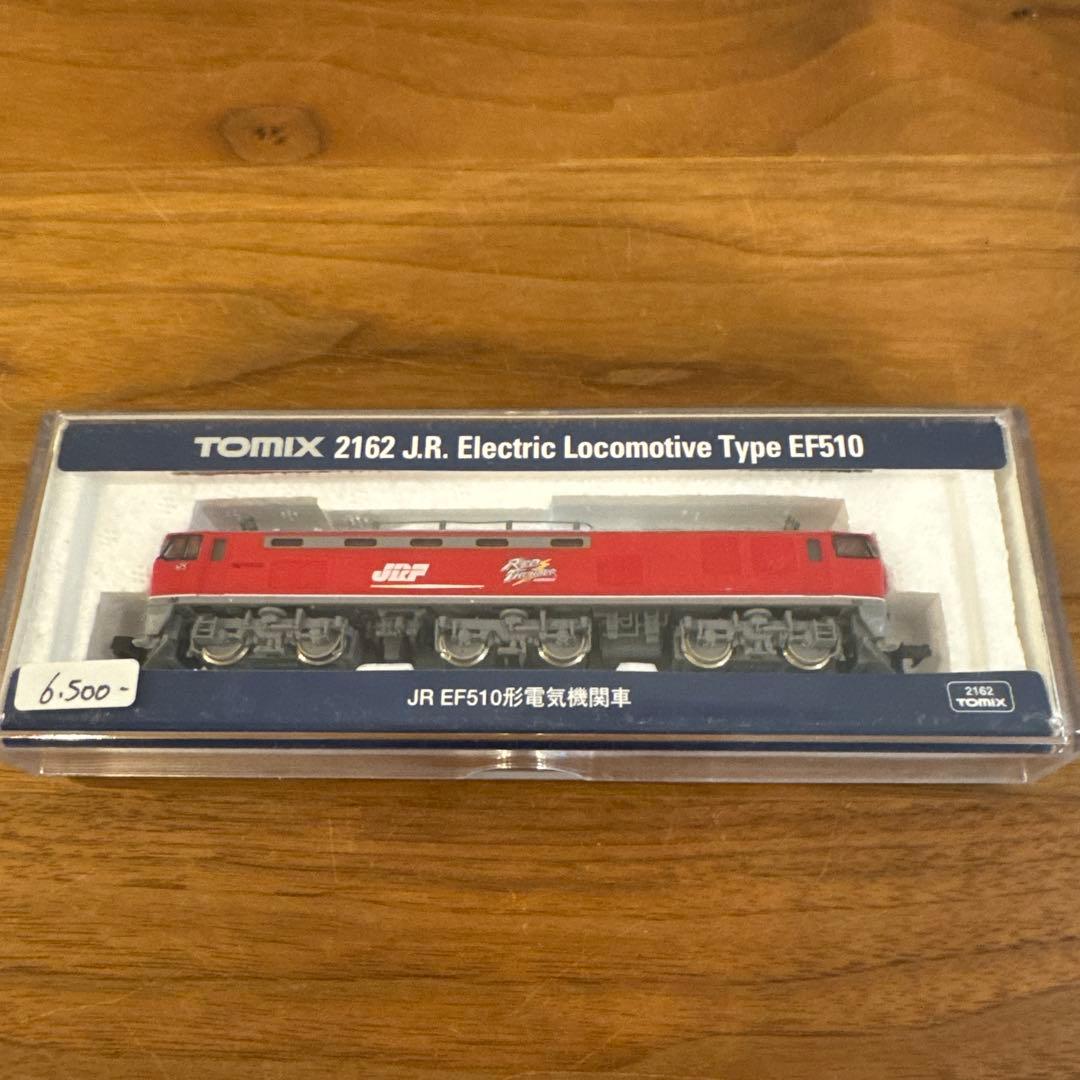 TOMIX 2162 J.R. Electric Locomotive Type EF510
JRF
Red
Thunder
6.500-
JR EF510形電気機関車
2162
TOMIX